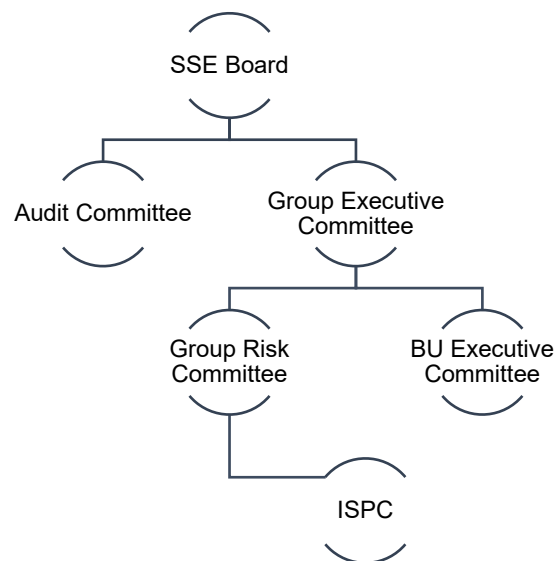 SSE Board
Audit Committee
Group Executive
Committee
Group Risk
Committee
BU Executive
Committee
ISPC